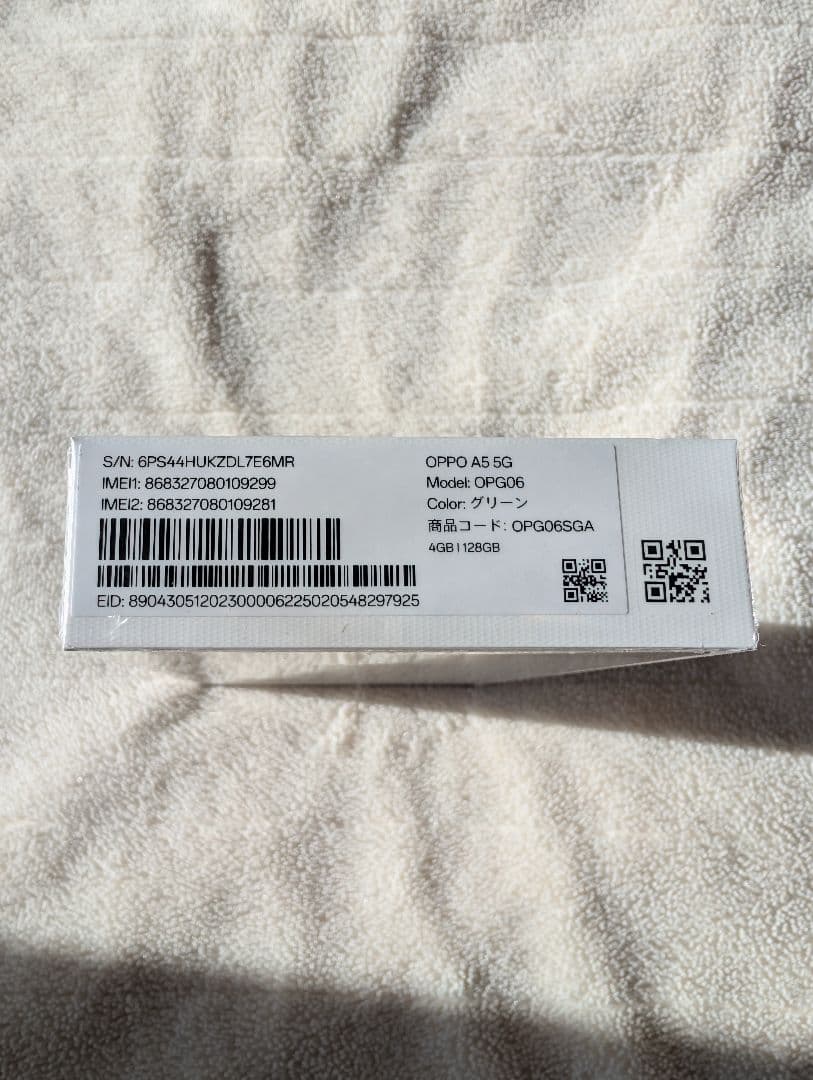 S/N: 6PS44HUKZDL7E6MR
IMEI1: 868327080109299
IMEI2: 868327080109281
EID: 89043051202300006225020548297925
OPPO A5 5G
Model: OPG06
Color: グリーン
商品コード: OPG06SGA
4GB | 128GB